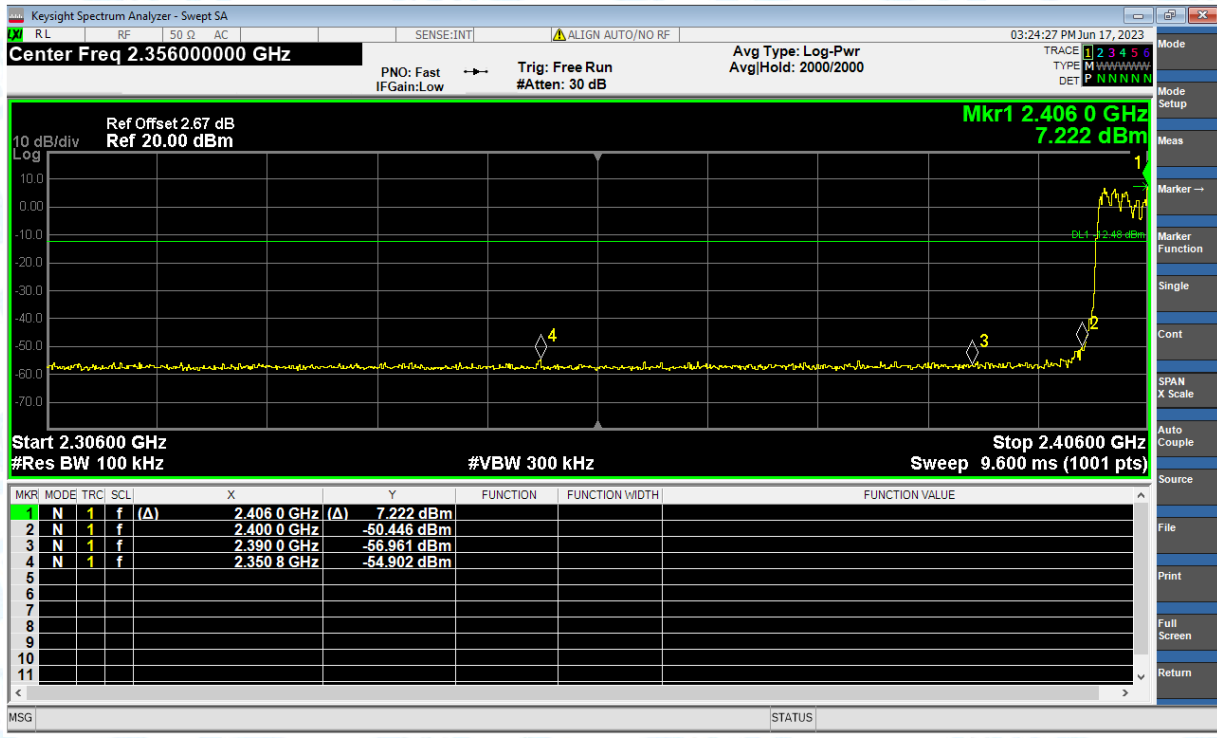 Keysight Spectrum Analyzer - Swept SA
LXI RL RF 50 Ω AC SENSE:INT ALIGN AUTO/NO RF 03:24:27 PM Jun 17, 2023
Center Freq 2.356000000 GHz Avg Type: Log-Pwr TRACE 1 2 3 4 5 6
PNO: Fast Trig: Free Run Avg|Hold: 2000/2000 TYPE M WWWWW
IFGain:Low #Atten: 30 dB DET P N N N N N
Mkr1 2.406 0 GHz
Ref Offset 2.67 dB
10 dB/div Ref 20.00 dBm 7.222 dBm
Log
1
10.0
0.00
-10.0
DL1 -12.48 dBm
-20.0
-30.0
-40.0
2
4
3
-50.0
-60.0
-70.0
Start 2.30600 GHz Stop 2.40600 GHz
#Res BW 100 kHz #VBW 300 kHz Sweep 9.600 ms (1001 pts)
MKR MODE TRC SCL X Y FUNCTION FUNCTION WIDTH FUNCTION VALUE
1 N 1 f (Δ) 2.406 0 GHz (Δ) 7.222 dBm
2 N 1 f 2.400 0 GHz -50.446 dBm
3 N 1 f 2.390 0 GHz -56.961 dBm
4 N 1 f 2.350 8 GHz -54.902 dBm
5
6
7
8
9
10
11
MSG STATUS
Mode
Mode
Setup
Meas
Marker →
Marker
Function
Single
Cont
SPAN
X Scale
Auto
Couple
Source
File
Print
Full
Screen
Return